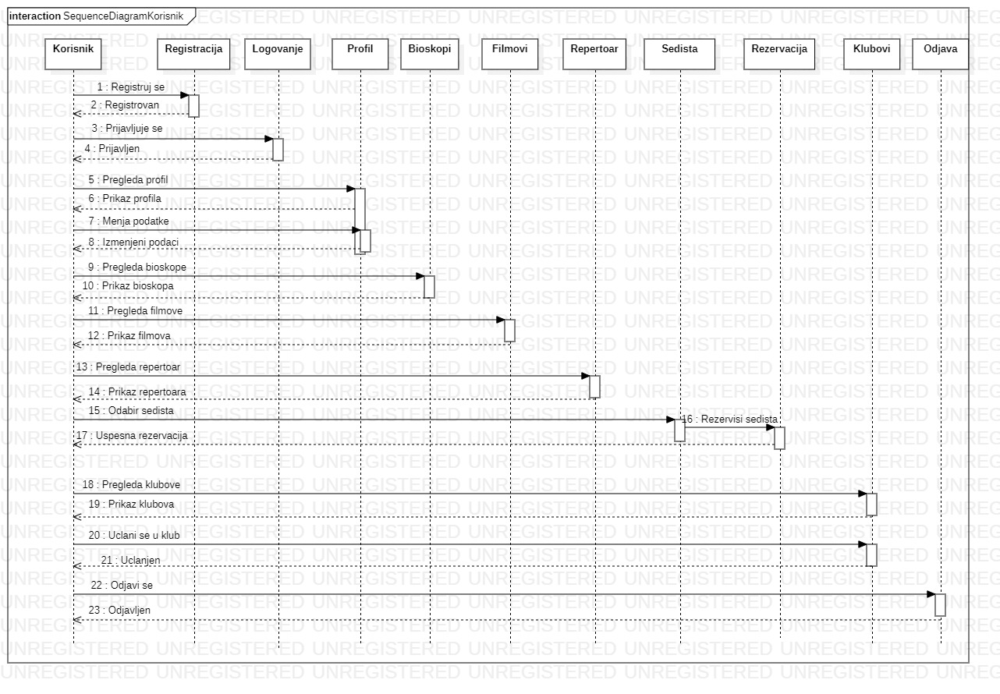 interaction SequenceDiagramKorisnik
Korisnik
Registracija
Logovanje
Profil
Bioskopi
Filmovi
Repertoar
Sedista
Rezervacija
Klubovi
Odjava
1 : Registruj se
2 : Registrovan
3 : Prijavljuje se
4 : Prijavljen
5 : Pregleda profil
6 : Prikaz profila
7 : Menja podatke
8 : Izmenjeni podaci
9 : Pregleda bioskope
10 : Prikaz bioskopa
11 : Pregleda filmove
12 : Prikaz filmova
13 : Pregleda repertoar
14 : Prikaz repertoara
15 : Odabir sedista
16 : Rezervisi sedista
17 : Uspesna rezervacija
18 : Pregleda klubove
19 : Prikaz klubova
20 : Uclani se u klub
21 : Uclanjen
22 : Odjavi se
23 : Odjavljen
UNREGISTERED